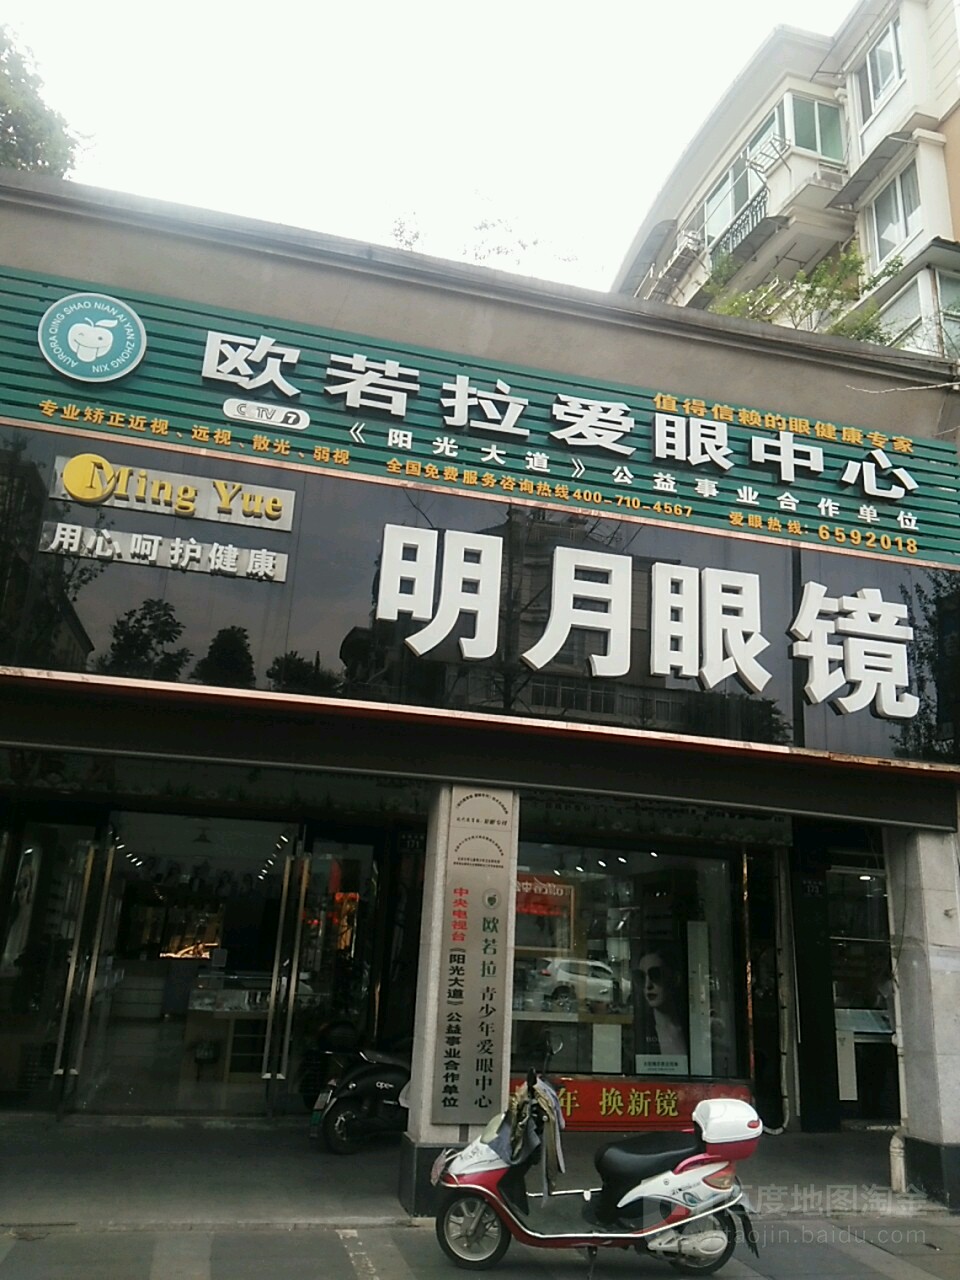 AURORA QING SHAO NIAN AI YAN ZHONG XIN
欧若拉爱眼中心
值得信赖的眼健康专家
CCTV 7
《阳光大道》公益事业合作单位
专业矫正近视、远视、散光、弱视
全国免费服务咨询热线400-710-4567
爱眼热线：6592018
Ming Yue
用心呵护健康
明月眼镜
171
173
欧若拉 青少年爱眼中心
中央电视台《阳光大道》公益事业合作单位
年 换新镜
百度地图淘金
taojin.baidu.com